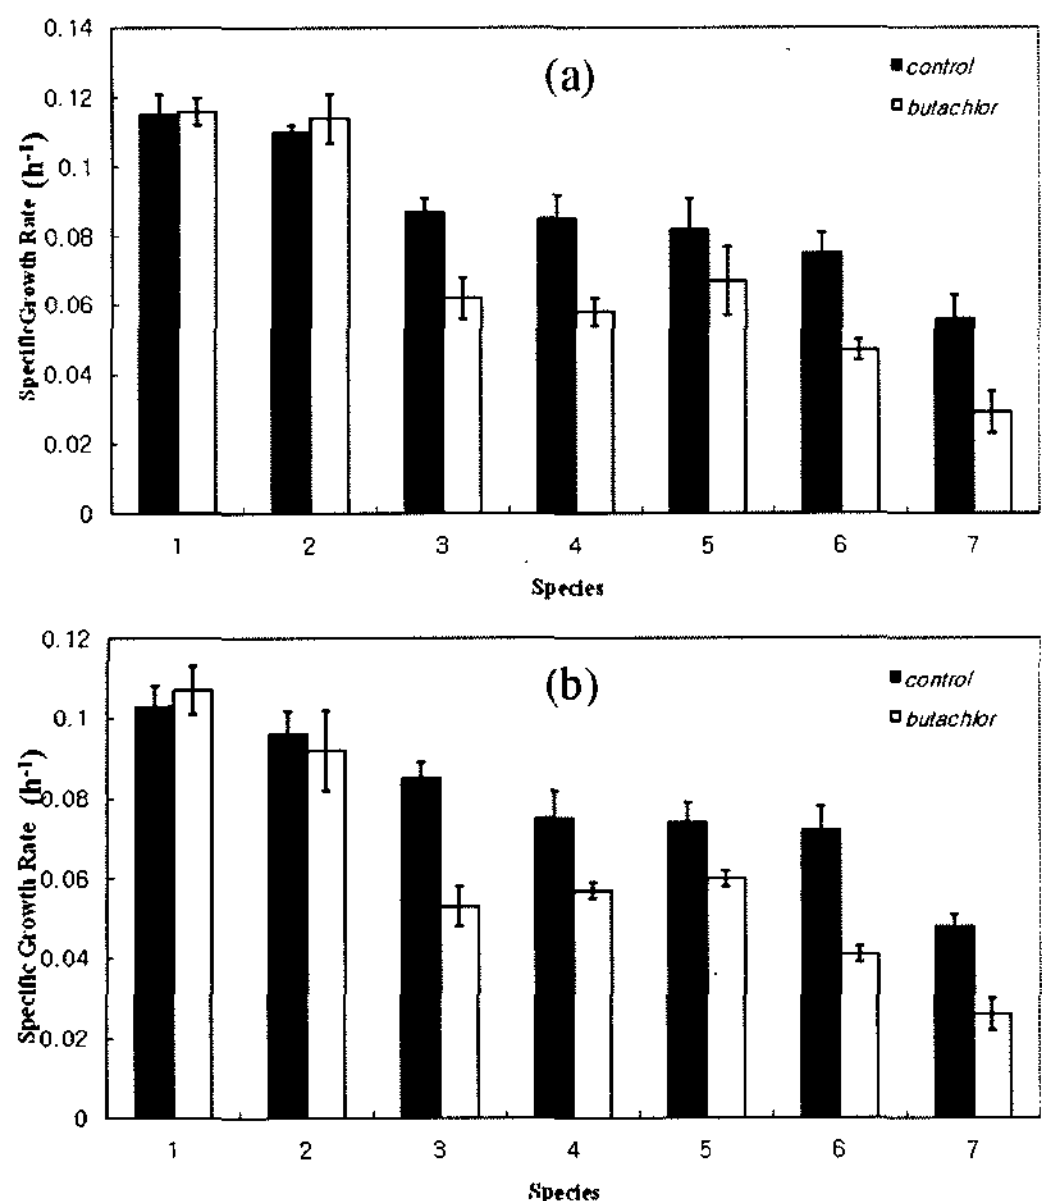 0.14
0.12
0.1
0.08
0.06
0.04
0.02
0
Specific Growth Rate (h-1)
(a)
control
butachlor
1 2 3 4 5 6 7
Species
0.12
0.1
0.08
0.06
0.04
0.02
0
Specific Growth Rate (h-1)
(b)
control
butachlor
1 2 3 4 5 6 7
Species